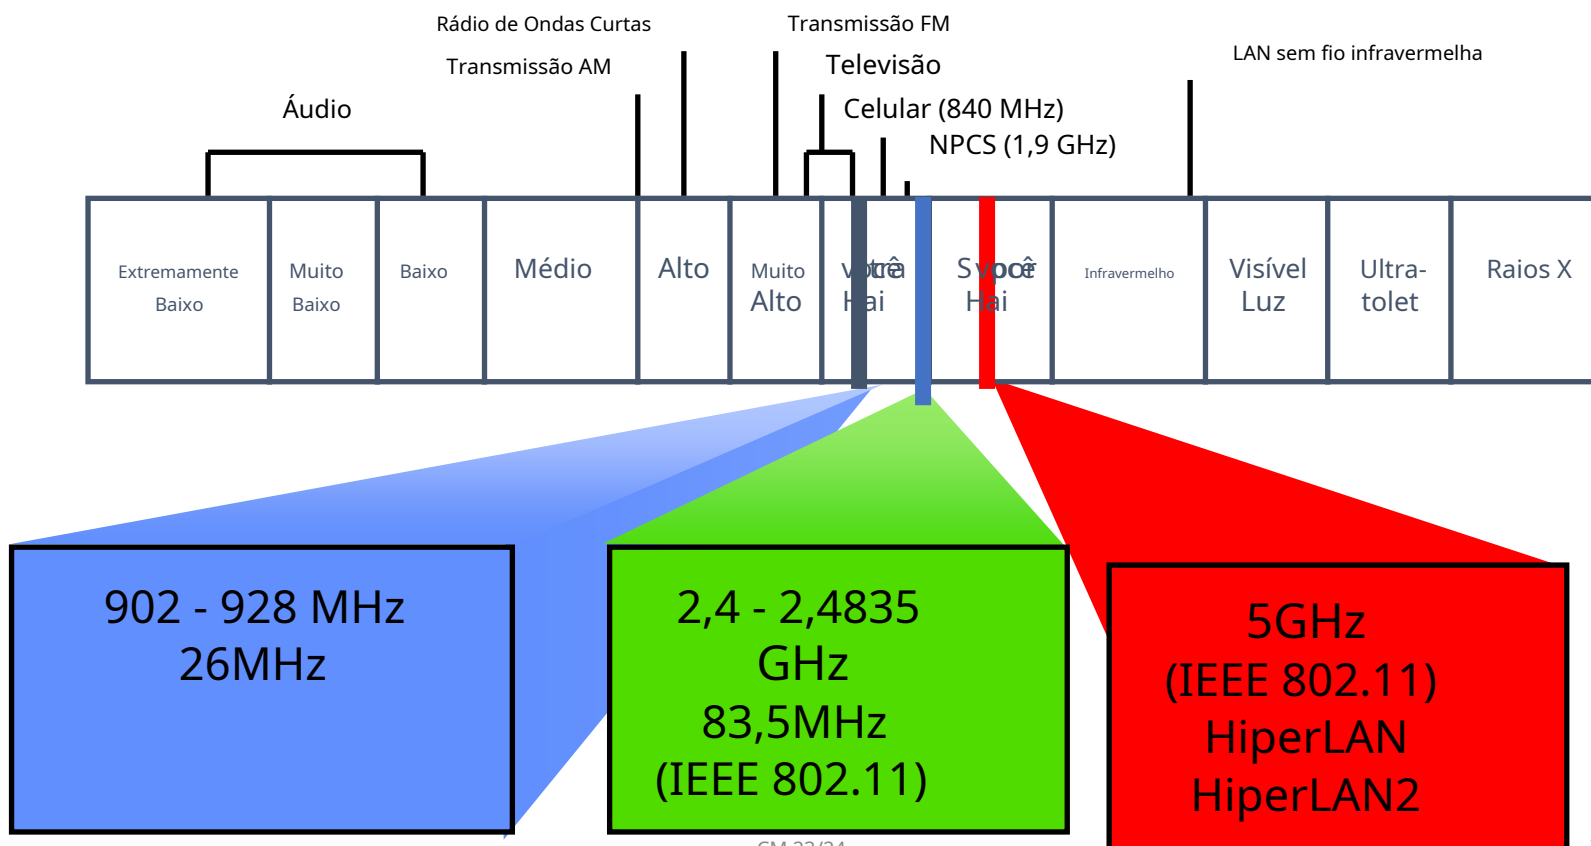 Rádio de Ondas Curtas
Transmissão FM
Transmissão AM
Televisão
LAN sem fio infravermelha
Áudio
Celular (840 MHz)
NPCS (1,9 GHz)
Extremamente
Baixo
Muito
Baixo
Baixo
Médio
Alto
Muito
Alto
Hai
S
Hai
Infravermelho
Visível
Luz
Ultra-
tolet
Raios X
902 - 928 MHz
26MHz
2,4 - 2,4835
GHz
83,5MHz
(IEEE 802.11)
5GHz
(IEEE 802.11)
HiperLAN
HiperLAN2